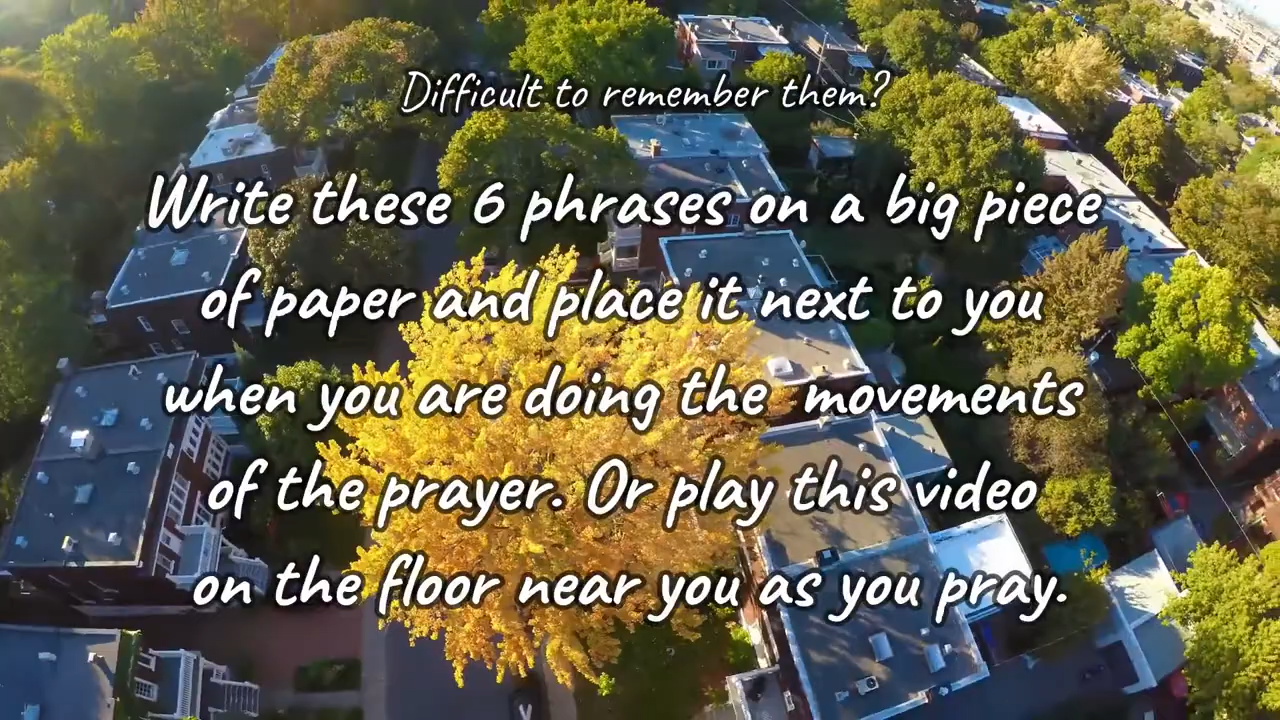 Difficult to remember them?
Write these 6 phrases on a big piece
of paper and place it next to you
when you are doing the movements
of the prayer. Or play this video
on the floor near you as you pray.